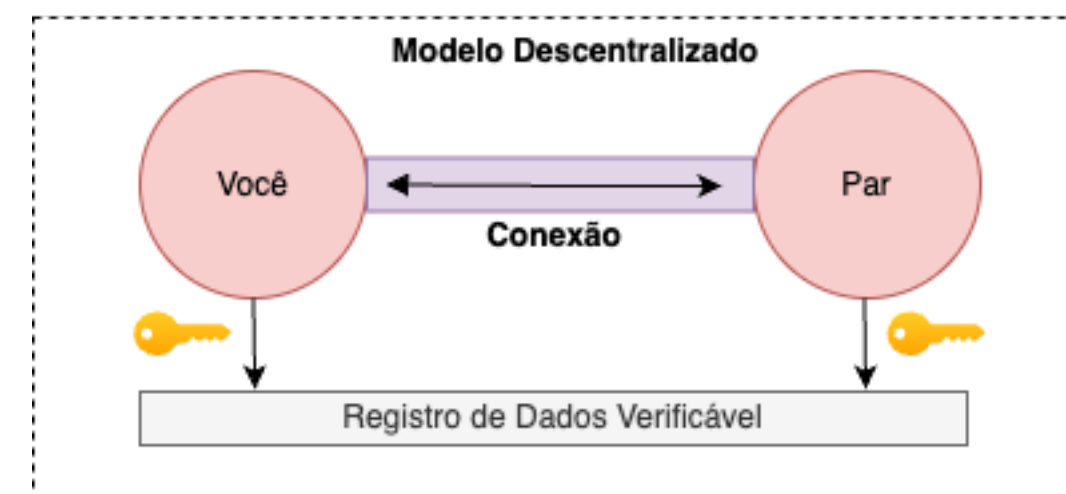 Modelo Descentralizado
Você
Par
Conexão
Registro de Dados Verificável